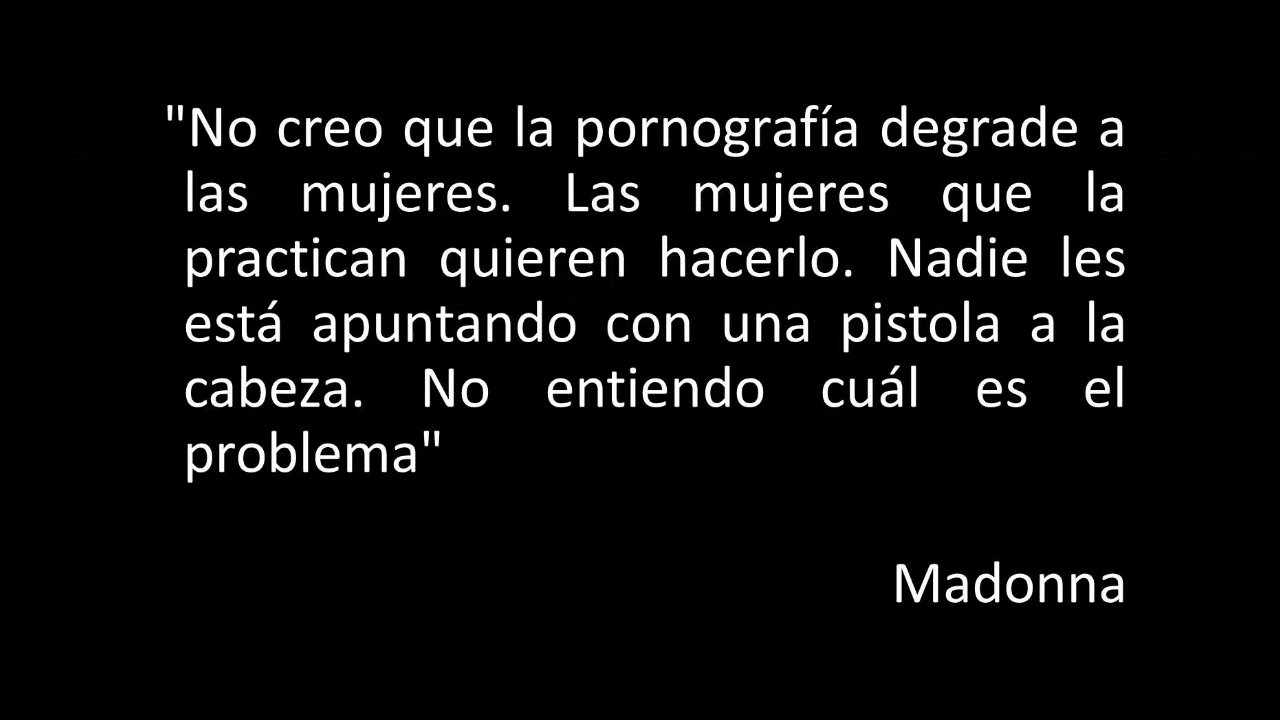 "No creo que la pornografía degrade a
las mujeres. Las mujeres que la
practican quieren hacerlo. Nadie les
está apuntando con una pistola a la
cabeza. No entiendo cuál es el
problema"
Madonna